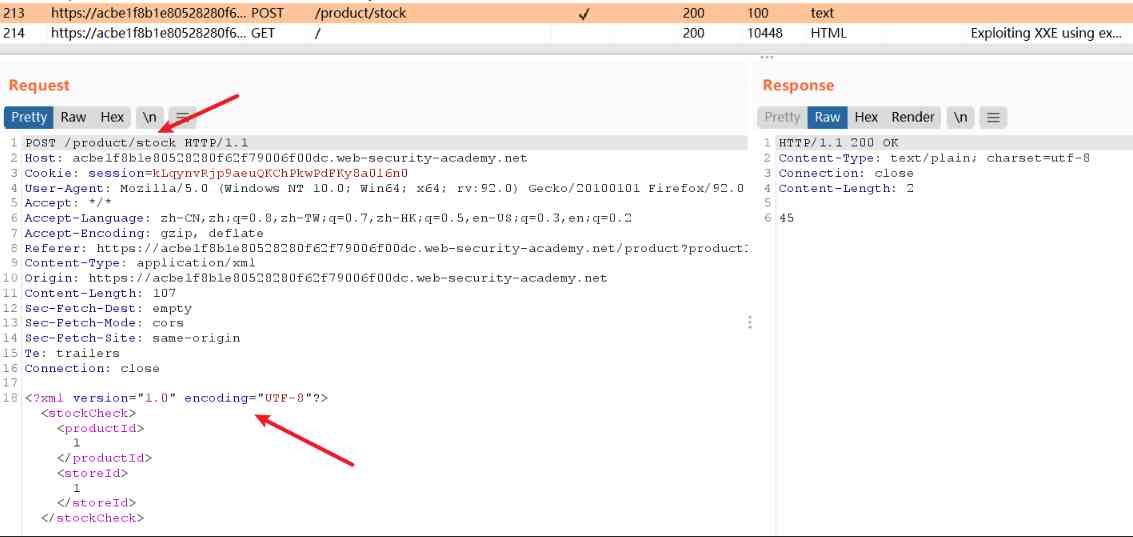 213 https://acbe1f8b1e80528280f6... POST /product/stock ✓ 200 100 text
214 https://acbe1f8b1e80528280f6... GET / 200 10448 HTML Exploiting XXE using ex...
Request
Pretty Raw Hex \n
1 POST /product/stock HTTP/1.1
2 Host: acbe1f8b1e80528280f62f79006f00dc.web-security-academy.net
3 Cookie: session=kLqynvRjp9aeuQKChPkwPdFKy8a0l6n0
4 User-Agent: Mozilla/5.0 (Windows NT 10.0; Win64; x64; rv:92.0) Gecko/20100101 Firefox/92.0
5 Accept: */*
6 Accept-Language: zh-CN,zh;q=0.8,zh-TW;q=0.7,zh-HK;q=0.5,en-US;q=0.3,en;q=0.2
7 Accept-Encoding: gzip, deflate
8 Referer: https://acbe1f8b1e80528280f62f79006f00dc.web-security-academy.net/product?product
9 Content-Type: application/xml
10 Origin: https://acbe1f8b1e80528280f62f79006f00dc.web-security-academy.net
11 Content-Length: 107
12 Sec-Fetch-Dest: empty
13 Sec-Fetch-Mode: cors
14 Sec-Fetch-Site: same-origin
15 Te: trailers
16 Connection: close
17
18 <?xml version="1.0" encoding="UTF-8"?>
<stockCheck>
<productId>
1
</productId>
<storeId>
1
</storeId>
</stockCheck>
Response
Pretty Raw Hex Render \n
1 HTTP/1.1 200 OK
2 Content-Type: text/plain; charset=utf-8
3 Connection: close
4 Content-Length: 2
5
6 45